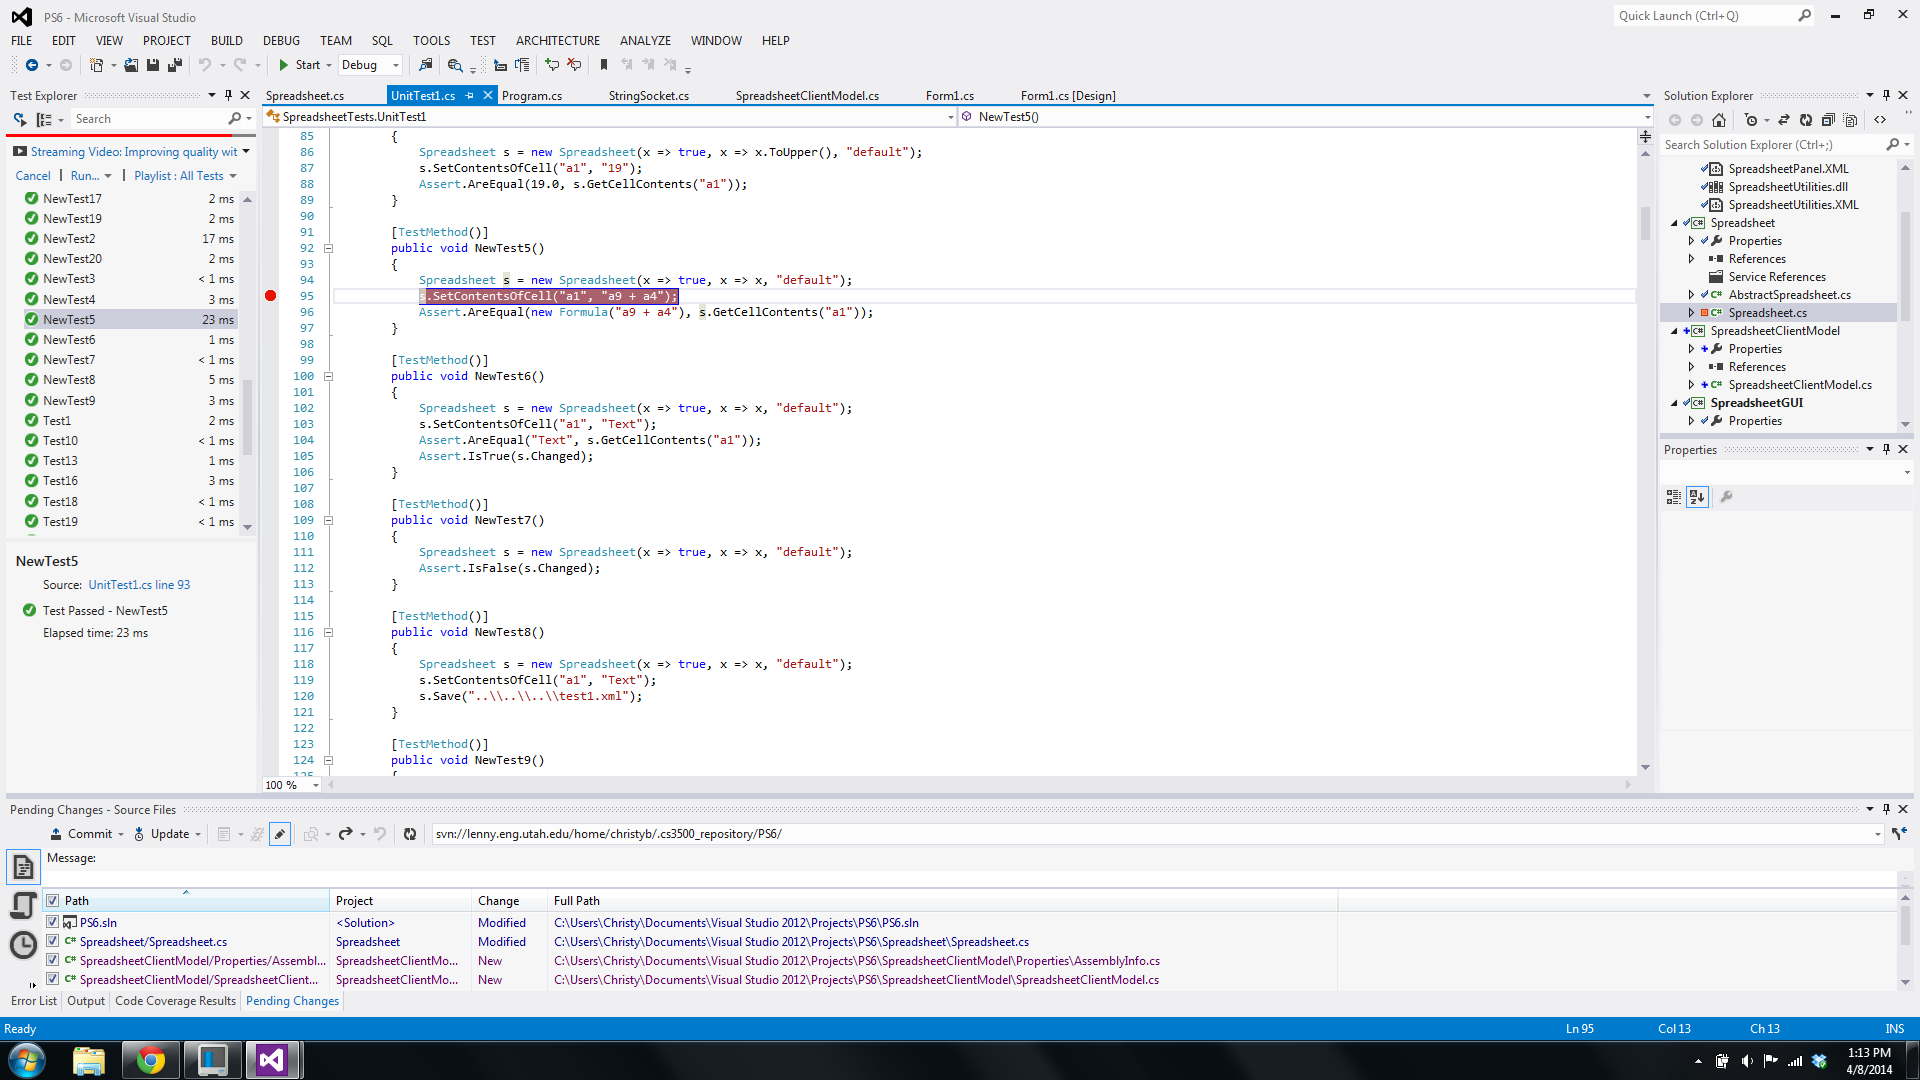 PS6 - Microsoft Visual Studio
Quick Launch (Ctrl+Q)
FILE EDIT VIEW PROJECT BUILD DEBUG TEAM SQL TOOLS TEST ARCHITECTURE ANALYZE WINDOW HELP
Start Debug
Test Explorer
Search
Streaming Video: Improving quality wit
Cancel Run... Playlist : All Tests
NewTest17 2 ms
NewTest19 2 ms
NewTest2 17 ms
NewTest20 2 ms
NewTest3 < 1 ms
NewTest4 3 ms
NewTest5 23 ms
NewTest6 1 ms
NewTest7 < 1 ms
NewTest8 5 ms
NewTest9 3 ms
Test1 2 ms
Test10 < 1 ms
Test13 1 ms
Test16 3 ms
Test18 < 1 ms
Test19 < 1 ms
NewTest5
Source: UnitTest1.cs line 93
Test Passed - NewTest5
Elapsed time: 23 ms
Spreadsheet.cs UnitTest1.cs Program.cs StringSocket.cs SpreadsheetClientModel.cs Form1.cs Form1.cs [Design]
SpreadsheetTests.UnitTest1 NewTest5()
85 {
86 Spreadsheet s = new Spreadsheet(x => true, x => x.ToUpper(), "default");
87 s.SetContentsOfCell("a1", "19");
88 Assert.AreEqual(19.0, s.GetCellContents("a1"));
89 }
90
91 [TestMethod()]
92 public void NewTest5()
93 {
94 Spreadsheet s = new Spreadsheet(x => true, x => x, "default");
95 s.SetContentsOfCell("a1", "a9 + a4");
96 Assert.AreEqual(new Formula("a9 + a4"), s.GetCellContents("a1"));
97 }
98
99 [TestMethod()]
100 public void NewTest6()
101 {
102 Spreadsheet s = new Spreadsheet(x => true, x => x, "default");
103 s.SetContentsOfCell("a1", "Text");
104 Assert.AreEqual("Text", s.GetCellContents("a1"));
105 Assert.IsTrue(s.Changed);
106 }
107
108 [TestMethod()]
109 public void NewTest7()
110 {
111 Spreadsheet s = new Spreadsheet(x => true, x => x, "default");
112 Assert.IsFalse(s.Changed);
113 }
114
115 [TestMethod()]
116 public void NewTest8()
117 {
118 Spreadsheet s = new Spreadsheet(x => true, x => x, "default");
119 s.SetContentsOfCell("a1", "Text");
120 s.Save("..\\..\\..\\test1.xml");
121 }
122
123 [TestMethod()]
124 public void NewTest9()
125 {
100 %
Solution Explorer
Search Solution Explorer (Ctrl+;)
SpreadsheetPanel.XML
SpreadsheetUtilities.dll
SpreadsheetUtilities.XML
Spreadsheet
Properties
References
Service References
AbstractSpreadsheet.cs
Spreadsheet.cs
SpreadsheetClientModel
Properties
References
SpreadsheetClientModel.cs
SpreadsheetGUI
Properties
Properties
Pending Changes - Source Files
Commit Update svn://lenny.eng.utah.edu/home/christyb/.cs3500_repository/PS6/
Message:
Path Project Change Full Path
PS6.sln <Solution> Modified C:\Users\Christy\Documents\Visual Studio 2012\Projects\PS6\PS6.sln
Spreadsheet/Spreadsheet.cs Spreadsheet Modified C:\Users\Christy\Documents\Visual Studio 2012\Projects\PS6\Spreadsheet\Spreadsheet.cs
SpreadsheetClientModel/Properties/Assembl... SpreadsheetClientMo... New C:\Users\Christy\Documents\Visual Studio 2012\Projects\PS6\SpreadsheetClientModel\Properties\AssemblyInfo.cs
SpreadsheetClientModel/SpreadsheetClient... SpreadsheetClientMo... New C:\Users\Christy\Documents\Visual Studio 2012\Projects\PS6\SpreadsheetClientModel\SpreadsheetClientModel.cs
Error List Output Code Coverage Results Pending Changes
Ready Ln 95 Col 13 Ch 13 INS
1:13 PM
4/8/2014